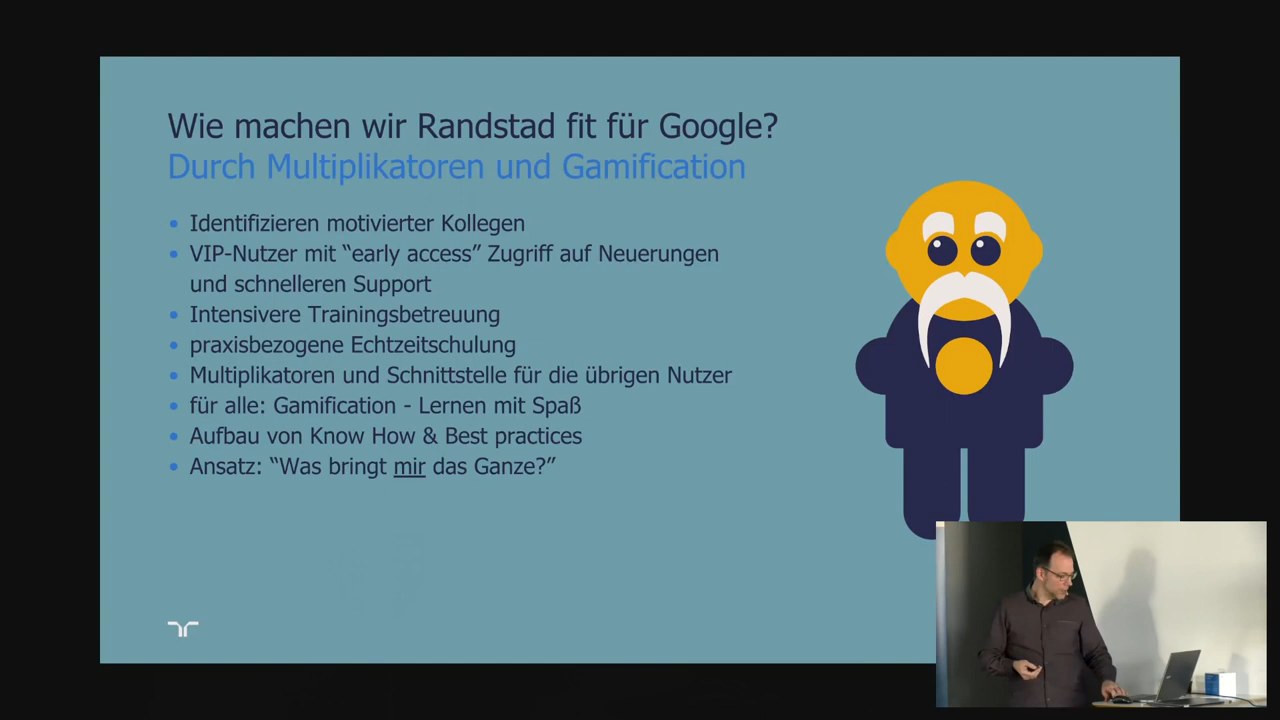 Wie machen wir Randstad fit für Google?
Durch Multiplikatoren und Gamification
• Identifizieren motivierter Kollegen
• VIP-Nutzer mit “early access” Zugriff auf Neuerungen
und schnelleren Support
• Intensivere Trainingsbetreuung
• praxisbezogene Echtzeitschulung
• Multiplikatoren und Schnittstelle für die übrigen Nutzer
• für alle: Gamification - Lernen mit Spaß
• Aufbau von Know How & Best practices
• Ansatz: “Was bringt mir das Ganze?”